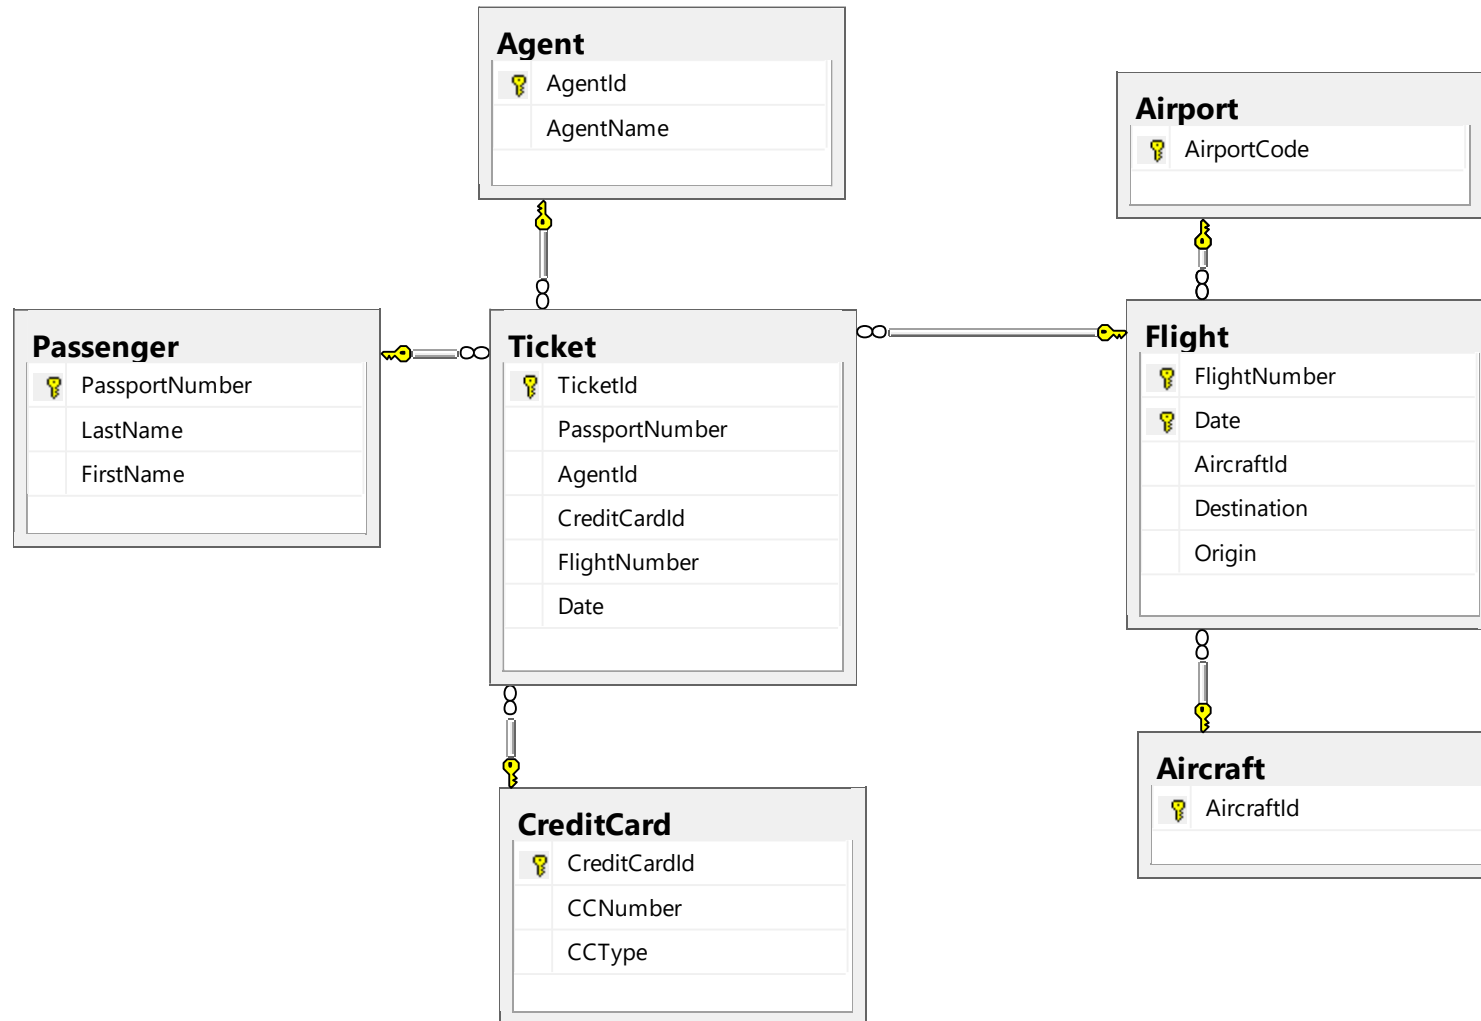 Agent
AgentId
AgentName
Airport
AirportCode
Passenger
PassportNumber
LastName
FirstName
Ticket
TicketId
PassportNumber
AgentId
CreditCardId
FlightNumber
Date
Flight
FlightNumber
Date
AircraftId
Destination
Origin
CreditCard
CreditCardId
CCNumber
CCType
Aircraft
AircraftId